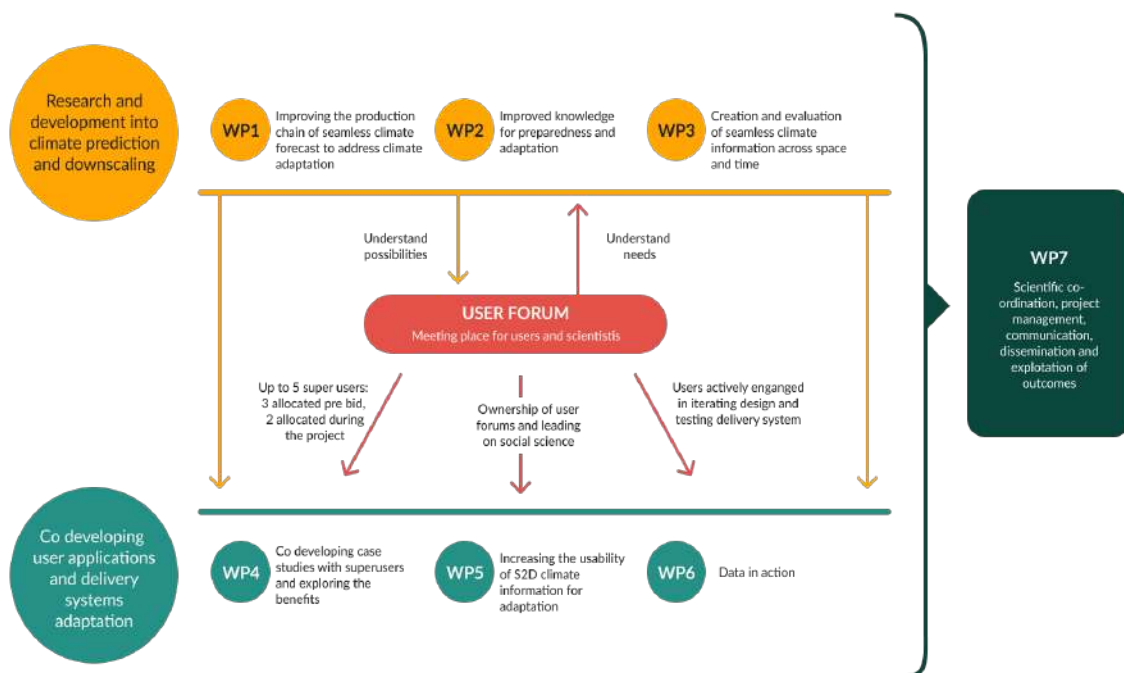 Research and
development into
climate prediction
and downscaling
WP1
Improving the production
chain of seamless climate
forecast to address climate
adaptation
WP2
Improved knowledge
for preparedness and
adaptation
WP3
Creation and evaluation
of seamless climate
information across space
and time
Understand
possibilities
Understand
needs
USER FORUM
Meeting place for users and scientistis
Up to 5 super users:
3 allocated pre bid,
2 allocated during
the project
Ownership of user
forums and leading
on social science
Users actively enganged
in iterating design and
testing delivery system
Co developing
user applications
and delivery
systems
adaptation
WP4
Co developing case
studies with superusers
and exploring the
benefits
WP5
Increasing the usability
of S2D climate
information for
adaptation
WP6
Data in action
WP7
Scientific co-
ordination, project
management,
communication,
dissemination and
explotation of
outcomes